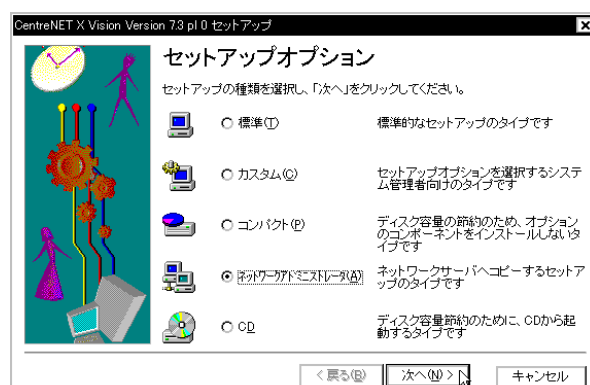 CentreNET X Vision Version 7.3 pl 0 セットアップ
セットアップオプション
セットアップの種類を選択し、「次へ」をクリックしてください。
標準(T)
標準的なセットアップのタイプです
カスタム(C)
セットアップオプションを選択するシステ
ム管理者向けのタイプです
コンパクト(P)
ディスク容量の節約のため、オプション
のコンポーネントをインストールしないタ
イプです
ネットワークアドミニストレータ(A)
ネットワークサーバへコピーするセットア
ップのタイプです
CD
ディスク容量節約のために、CDから起
動するタイプです
< 戻る(B)
次へ(N) >
キャンセル